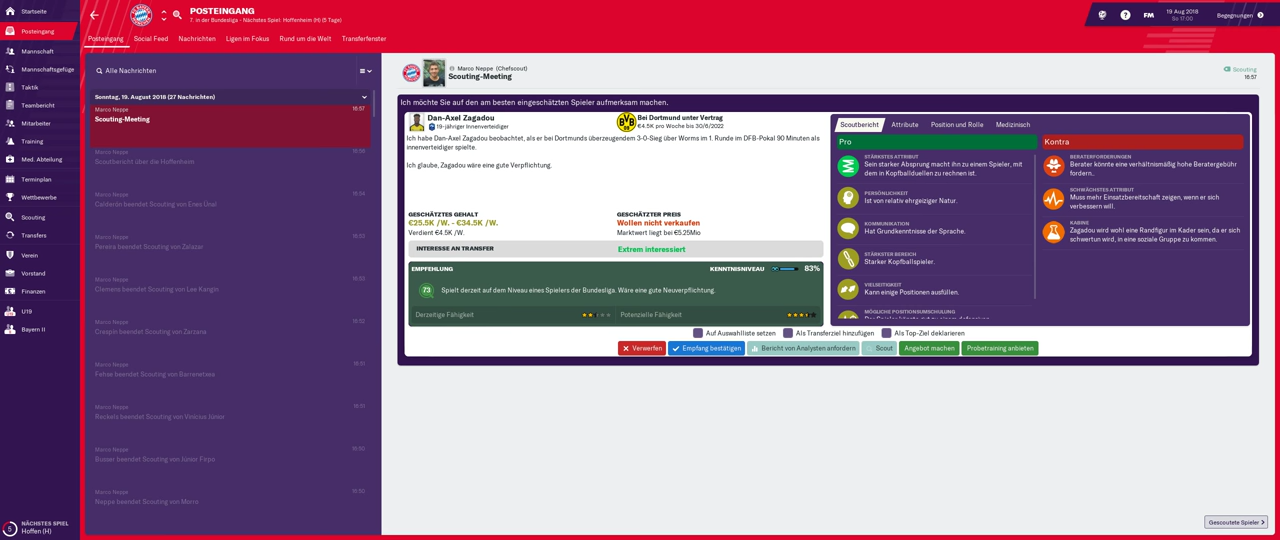 Startseite
Posteingang
Mannschaft
Mannschaftsgefüge
Taktik
Teambericht
Mitarbeiter
Training
Med. Abteilung
Terminplan
Wettbewerbe
Scouting
Transfers
Verein
Vorstand
Finanzen
U19
Bayern II
5
NÄCHSTES SPIEL
Hoffen (H)
POSTEINGANG
7. in der Bundesliga - Nächstes Spiel: Hoffenheim (H) (5 Tage)
FM
19 Aug 2018
So 17:00
Begegnungen
Posteingang Social Feed Nachrichten Ligen im Fokus Rund um die Welt Transferfenster
Alle Nachrichten
Sonntag, 19. August 2018 (27 Nachrichten)
Marco Neppe 16:57
Scouting-Meeting
Marco Neppe 16:56
Scoutbericht über die Hoffenheim
Marco Neppe 16:54
Calderón beendet Scouting von Enes Ünal
Marco Neppe 16:53
Pereira beendet Scouting von Zalazar
Marco Neppe 16:53
Clemens beendet Scouting von Lee Kangin
Marco Neppe 16:52
Crespin beendet Scouting von Zarzana
Marco Neppe 16:51
Fehse beendet Scouting von Barrenetxea
Marco Neppe 16:51
Reckels beendet Scouting von Vinícius Júnior
Marco Neppe 16:50
Busser beendet Scouting von Júnior Firpo
Marco Neppe 16:50
Neppe beendet Scouting von Morro
Marco Neppe (Chefscout)
Scouting-Meeting
Scouting
16:57
Ich möchte Sie auf den am besten eingeschätzten Spieler aufmerksam machen.
Dan-Axel Zagadou
19-jähriger Innenverteidiger
Bei Dortmund unter Vertrag
€4.5K pro Woche bis 30/6/2022
Ich habe Dan-Axel Zagadou beobachtet, als er bei Dortmunds überzeugendem 3-0-Sieg über Worms im 1. Runde im DFB-Pokal 90 Minuten als
innenverteidiger spielte.
Ich glaube, Zagadou wäre eine gute Verpflichtung.
GESCHÄTZTES GEHALT
€25.5K /W. - €34.5K /W.
Verdient €4.5K /W.
GESCHÄTZTER PREIS
Wollen nicht verkaufen
Marktwert liegt bei €5.25Mio
INTERESSE AN TRANSFER Extrem interessiert
EMPFEHLUNG KENNTNISNIVEAU 83%
73 Spielt derzeit auf dem Niveau eines Spielers der Bundesliga. Wäre eine gute Neuverpflichtung.
Derzeitige Fähigkeit Potenzielle Fähigkeit
Scoutbericht Attribute Position und Rolle Medizinisch
Pro
STÄRKSTES ATTRIBUT
Sein starker Absprung macht ihn zu einem Spieler, mit
dem in Kopfballduellen zu rechnen ist.
PERSÖNLICHKEIT
Ist von relativ ehrgeiziger Natur.
KOMMUNIKATION
Hat Grundkenntnisse der Sprache.
STÄRKSTER BEREICH
Starker Kopfballspieler.
VIELSEITIGKEIT
Kann einige Positionen ausfüllen.
MÖGLICHE POSITIONSUMSCHULUNG
Kontra
BERATERFORDERUNGEN
Berater könnte eine verhältnismäßig hohe Beratergebühr
fordern..
SCHWÄCHSTES ATTRIBUT
Muss mehr Einsatzbereitschaft zeigen, wenn er sich
verbessern will.
KABINE
Zagadou wird wohl eine Randfigur im Kader sein, da er sich
schwertun wird, in eine soziale Gruppe zu kommen.
Auf Auswahlliste setzen Als Transferziel hinzufügen Als Top-Ziel deklarieren
Verwerfen Empfang bestätigen Bericht von Analysten anfordern Scout Angebot machen Probetraining anbieten
Gescoutete Spieler